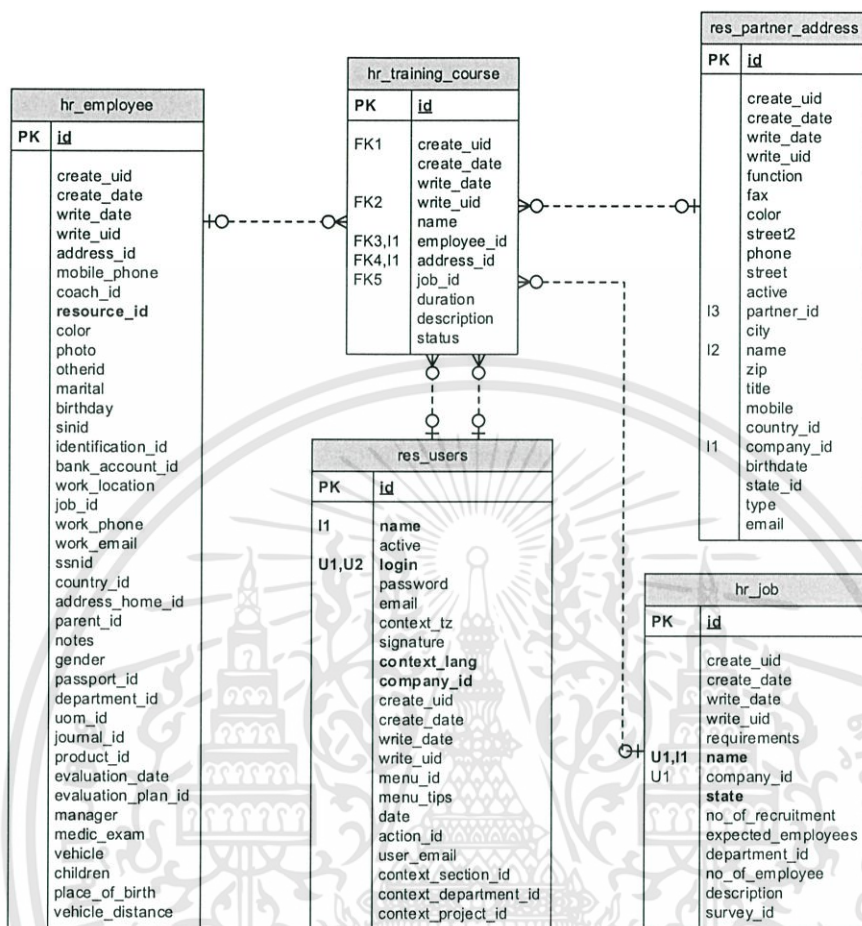 hr_employee
PK id
create_uid
create_date
write_date
write_uid
address_id
mobile_phone
coach_id
resource_id
color
photo
otherid
marital
birthday
sinid
identification_id
bank_account_id
work_location
job_id
work_phone
work_email
ssnid
country_id
address_home_id
parent_id
notes
gender
passport_id
department_id
uom_id
journal_id
product_id
evaluation_date
evaluation_plan_id
manager
medic_exam
vehicle
children
place_of_birth
vehicle_distance
hr_training_course
PK id
FK1 create_uid
create_date
write_date
FK2 write_uid
name
FK3,I1 employee_id
FK4,I1 address_id
FK5 job_id
duration
description
status
res_users
PK id
I1 name
active
U1,U2 login
password
email
context_tz
signature
context_lang
company_id
create_uid
create_date
write_date
write_uid
menu_id
menu_tips
date
action_id
user_email
context_section_id
context_department_id
context_project_id
res_partner_address
PK id
create_uid
create_date
write_date
write_uid
function
fax
color
street2
phone
street
active
I3 partner_id
city
I2 name
zip
title
mobile
country_id
I1 company_id
birthdate
state_id
type
email
hr_job
PK id
create_uid
create_date
write_date
write_uid
requirements
U1,I1 name
U1 company_id
state
no_of_recruitment
expected_employees
department_id
no_of_employee
description
survey_id